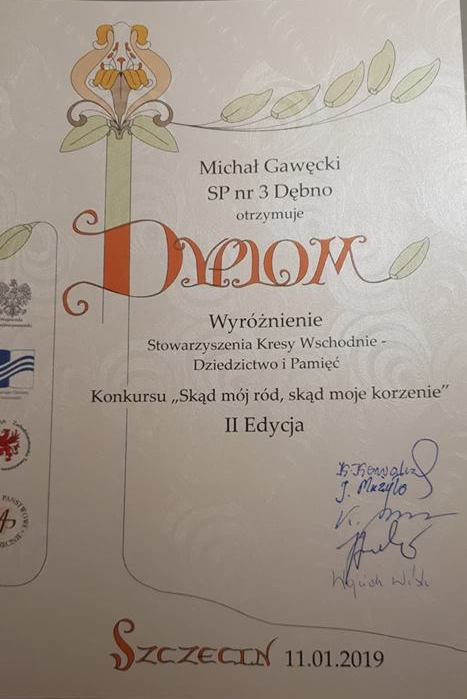 Michał Gawęcki
SP nr 3 Dębno
otrzymuje
DYPLOM
Wyróżnienie
Stowarzyszenia Kresy Wschodnie -
Dziedzictwo i Pamięć
Konkursu „Skąd mój ród, skąd moje korzenie”
II Edycja
SZCZECIN 11.01.2019